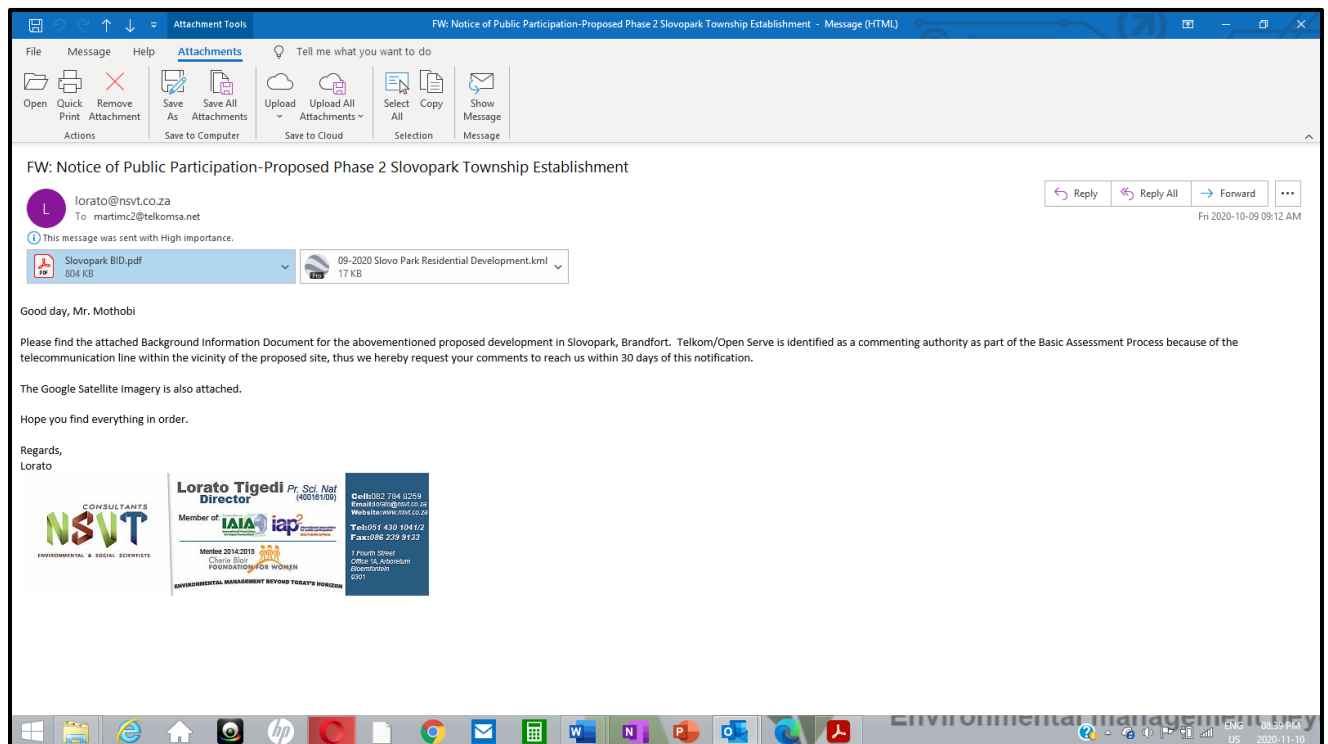 Attachment Tools
FW: Notice of Public Participation-Proposed Phase 2 Slovopark Township Establishment - Message (HTML)
File Message Help Attachments Tell me what you want to do
Open Quick Print Remove Attachment Save As Save All Attachments Upload Upload All Attachments Select All Copy Show Message
Actions Save to Computer Save to Cloud Selection Message
FW: Notice of Public Participation-Proposed Phase 2 Slovopark Township Establishment
L
lorato@nsvt.co.za
To martimc2@telkomsa.net
Reply Reply All Forward
Fri 2020-10-09 09:12 AM
This message was sent with High importance.
Slovopark BID.pdf
804 KB
09-2020 Slovo Park Residential Development.kml
17 KB
Good day, Mr. Mothobi
Please find the attached Background Information Document for the abovementioned proposed development in Slovopark, Brandfort. Telkom/Open Serve is identified as a commenting authority as part of the Basic Assessment Process because of the
telecommunication line within the vicinity of the proposed site, thus we hereby request your comments to reach us within 30 days of this notification.
The Google Satellite Imagery is also attached.
Hope you find everything in order.
Regards,
Lorato
CONSULTANTS
NSVT
ENVIRONMENTAL & SOCIAL SCIENTISTS
Lorato Tigedi Pr. Sci. Nat
Director (400161/09)
Member of: IAIA iap2
Mentee 2014:2015
Cherie Blair
FOUNDATION FOR WOMEN
ENVIRONMENTAL MANAGEMENT BEYOND TODAY'S HORIZON
Cell:082 784 8259
Email:lorato@nsvt.co.za
Website:www.nsvt.co.za
Tel:051 430 1041/2
Fax:086 239 9133
1 Fourth Street
Office 1A, Arboretum
Bloemfontein
9301
ENG 08:39 PM
US 2020-11-10